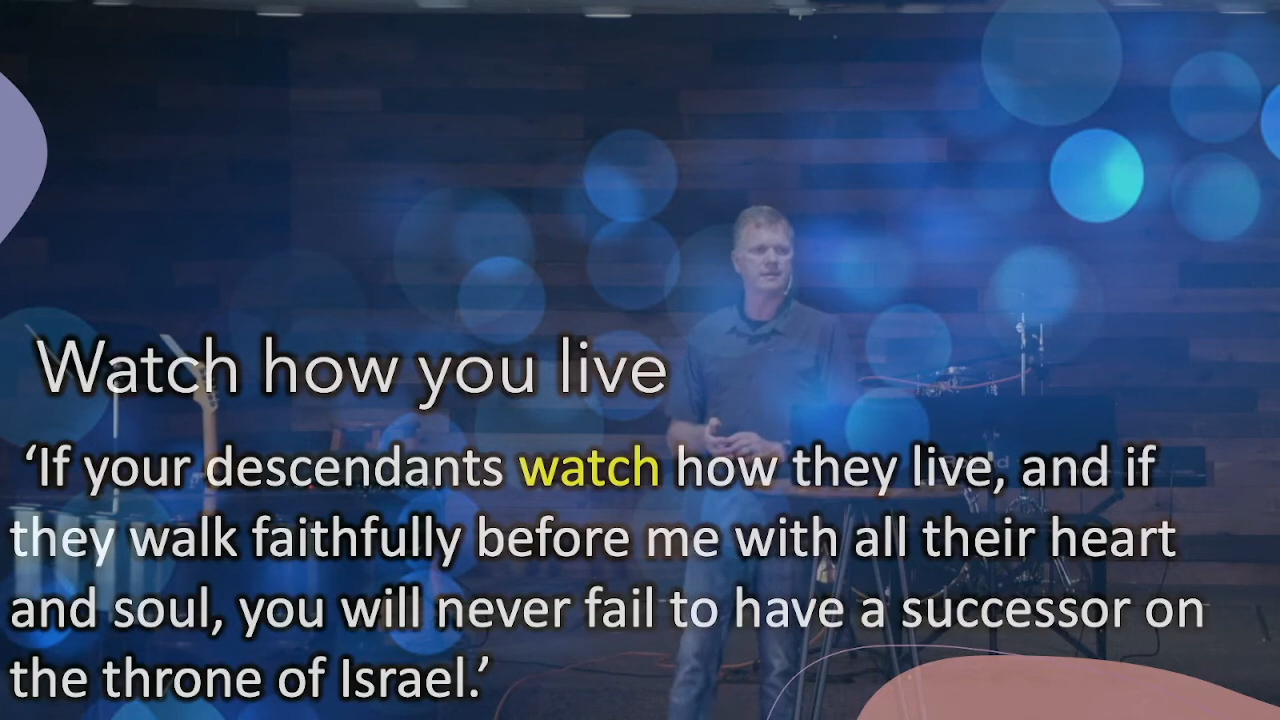 Watch how you live
‘If your descendants watch how they live, and if
they walk faithfully before me with all their heart
and soul, you will never fail to have a successor on
the throne of Israel.’